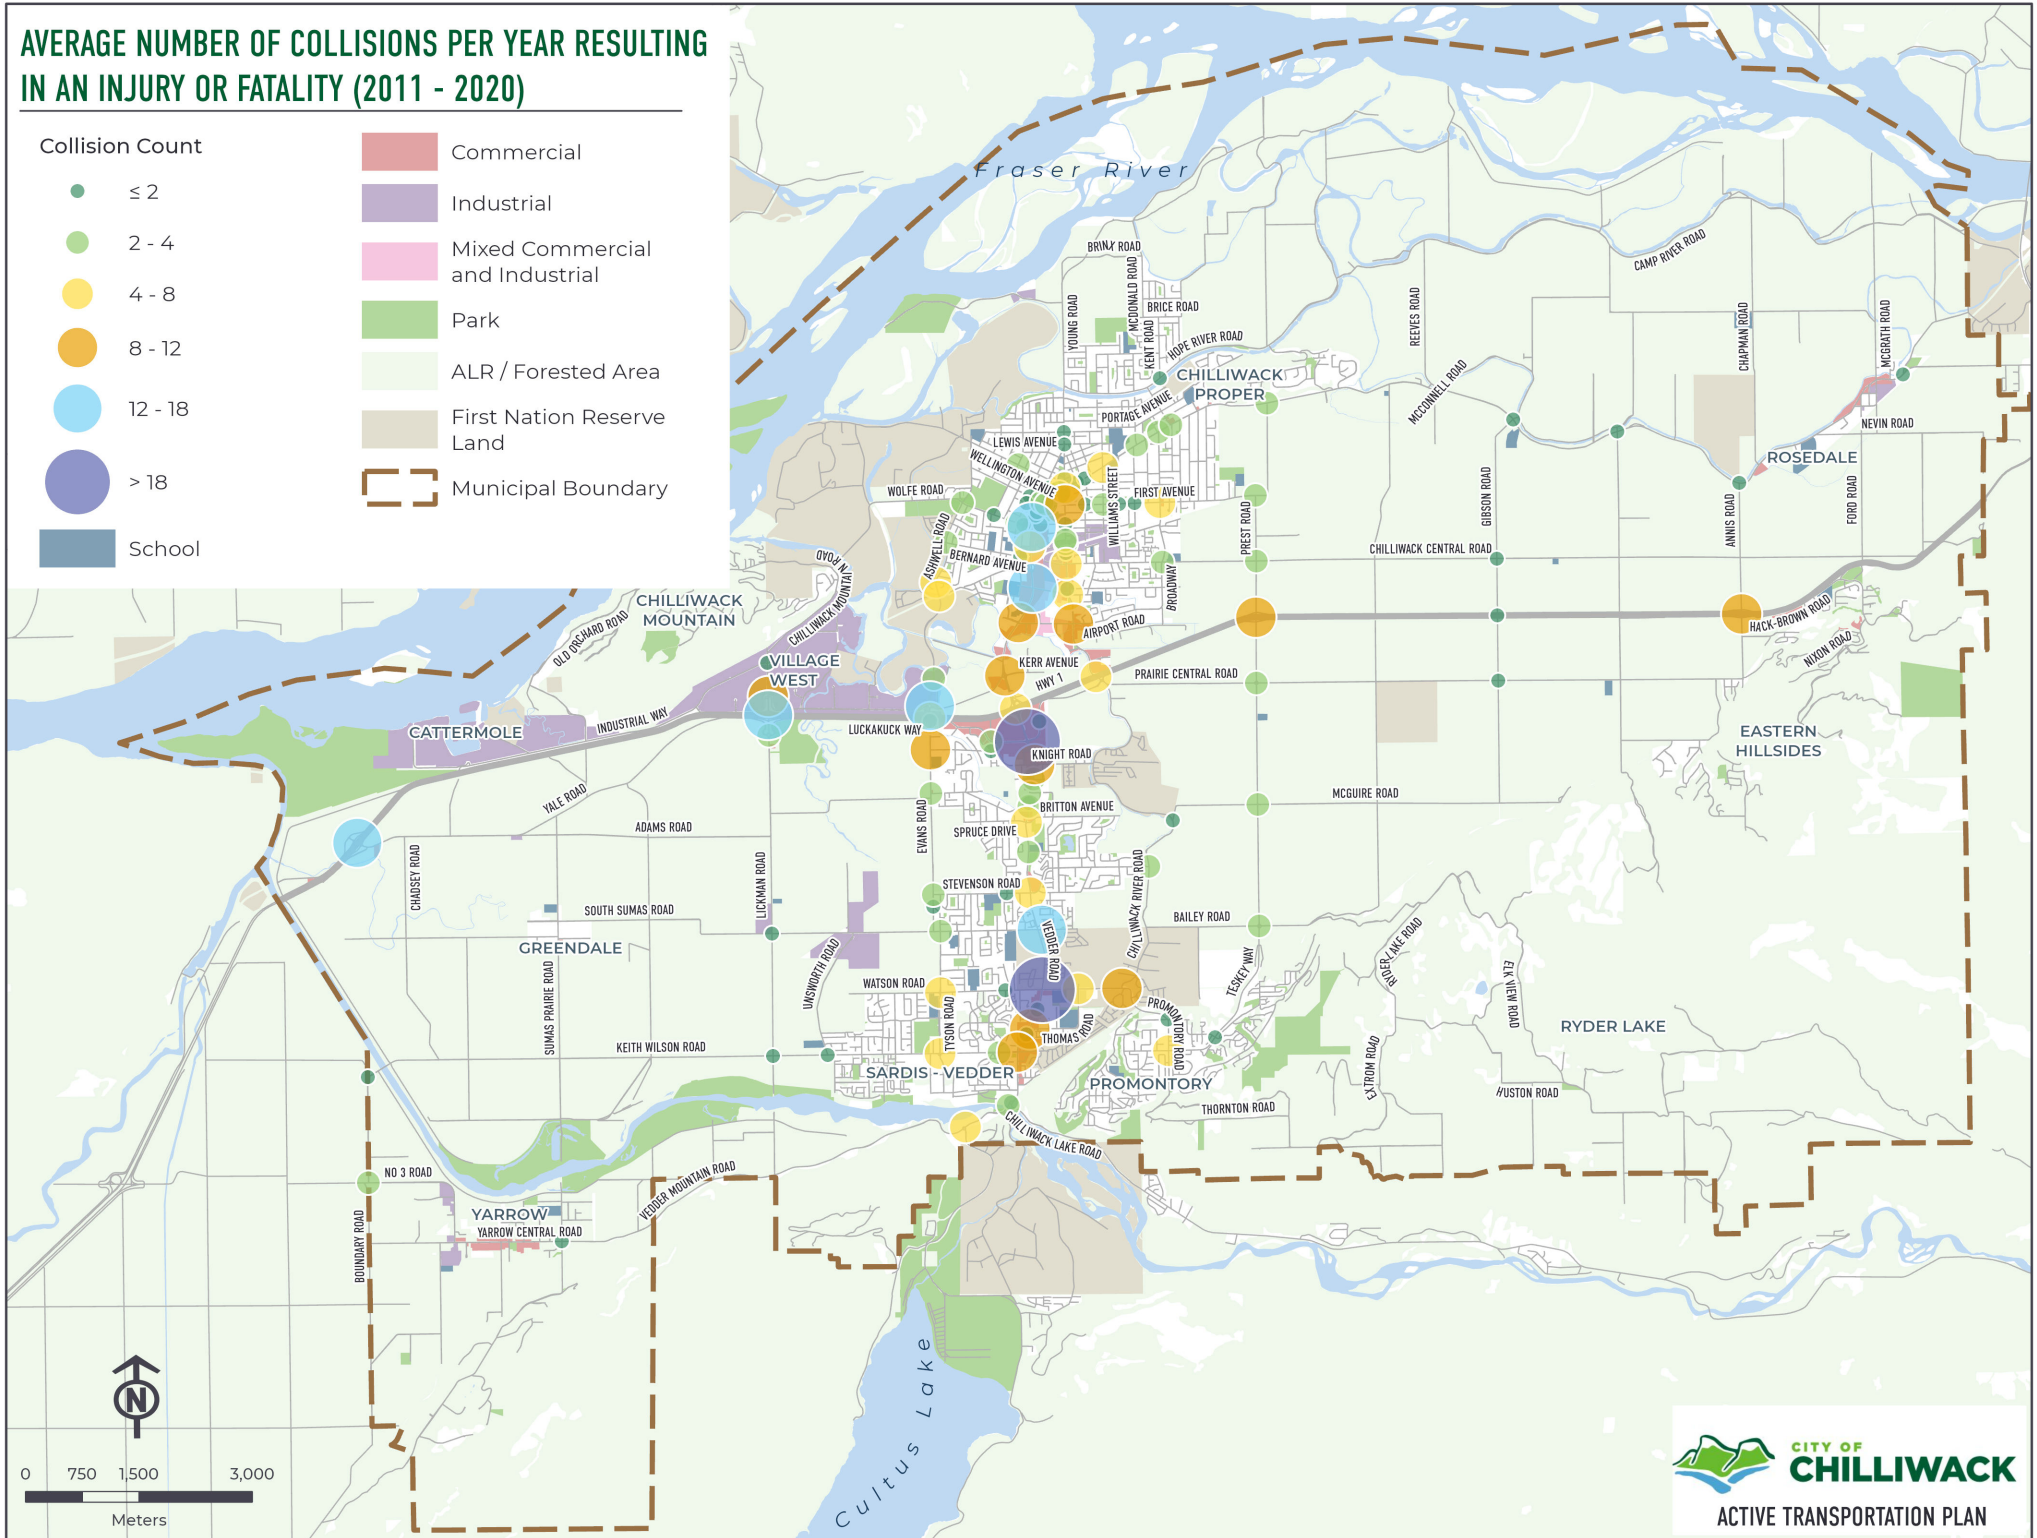 AVERAGE NUMBER OF COLLISIONS PER YEAR RESULTING
IN AN INJURY OR FATALITY (2011 - 2020)
Collision Count
≤ 2
2 - 4
4 - 8
8 - 12
12 - 18
> 18
School
Commercial
Industrial
Mixed Commercial
and Industrial
Park
ALR / Forested Area
First Nation Reserve
Land
Municipal Boundary
Fraser River
BRINX ROAD
MCDONALD ROAD
YOUNG ROAD
BRICE ROAD
KENT ROAD
HOPE RIVER ROAD
CAMP RIVER ROAD
REEVES ROAD
CHAPMAN ROAD
MCGRATH ROAD
CHILLIWACK
PROPER
PORTAGE AVENUE
MCCONNELL ROAD
NEVIN ROAD
LEWIS AVENUE
WELLINGTON AVENUE
ROSEDALE
WOLFE ROAD
WILLIAMS STREET
FIRST AVENUE
PREST ROAD
GIBSON ROAD
ANNIS ROAD
FORD ROAD
ASHWELL ROAD
BERNARD AVENUE
CHILLIWACK CENTRAL ROAD
BROADWAY
CHILLIWACK
MOUNTAIN
CHILLIWACK MOUNTAIN ROAD
OLD ORCHARD ROAD
AIRPORT ROAD
HACK-BROWN ROAD
NIXON ROAD
VILLAGE
WEST
KERR AVENUE
HWY 1
PRAIRIE CENTRAL ROAD
CATTERMOLE
INDUSTRIAL WAY
LUCKAKUCK WAY
KNIGHT ROAD
EASTERN
HILLSIDES
YALE ROAD
MCGUIRE ROAD
BRITTON AVENUE
ADAMS ROAD
EVANS ROAD
SPRUCE DRIVE
CHADSEY ROAD
LICKMAN ROAD
CHILLIWACK RIVER ROAD
STEVENSON ROAD
SOUTH SUMAS ROAD
BAILEY ROAD
GREENDALE
VEDDER ROAD
RYDER LAKE ROAD
UNSWORTH ROAD
TESKEY WAY
ELK VIEW ROAD
SUMAS PRAIRIE ROAD
WATSON ROAD
TYSON ROAD
PROMONTORY ROAD
THOMAS ROAD
RYDER LAKE
KEITH WILSON ROAD
SARDIS - VEDDER
PROMONTORY
EXTROM ROAD
HUSTON ROAD
THORNTON ROAD
CHILLIWACK LAKE ROAD
NO 3 ROAD
VEDDER MOUNTAIN ROAD
YARROW
YARROW CENTRAL ROAD
BOUNDARY ROAD
Cultus Lake
N
0 750 1,500 3,000
Meters
CITY OF
CHILLIWACK
ACTIVE TRANSPORTATION PLAN